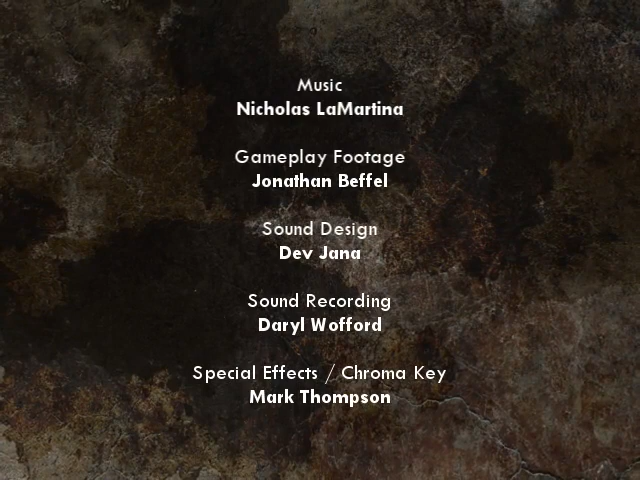 Music
Nicholas LaMartina
Gameplay Footage
Jonathan Beffel
Sound Design
Dev Jana
Sound Recording
Daryl Wofford
Special Effects / Chroma Key
Mark Thompson